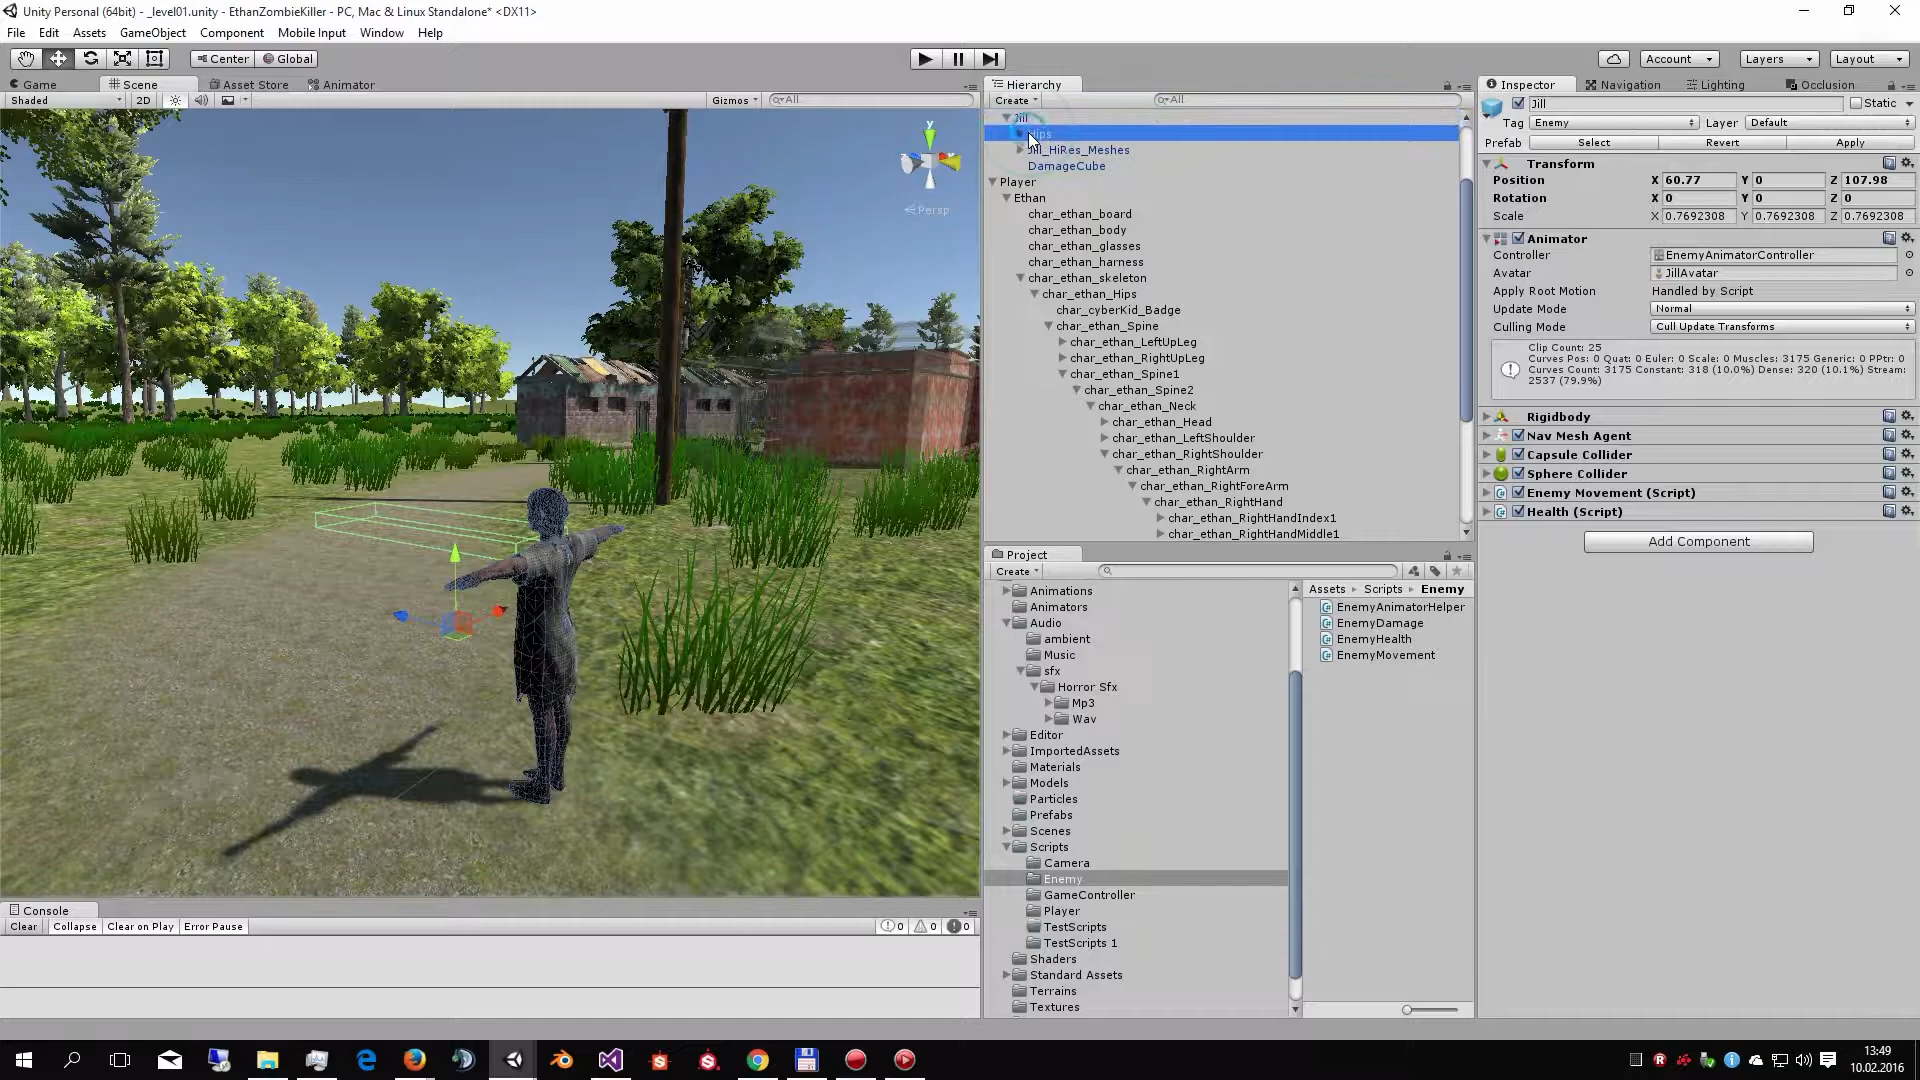 Unity Personal (64bit) - _level01.unity - EthanZombieKiller - PC, Mac & Linux Standalone* <DX11>
File Edit Assets GameObject Component Mobile Input Window Help
Center Global Account Layers Layout
Game Scene Asset Store Animator
Shaded 2D Gizmos All
y
Persp
Hierarchy
Create All
Jill
Hips
Jill_HiRes_Meshes
DamageCube
Player
Ethan
char_ethan_board
char_ethan_body
char_ethan_glasses
char_ethan_harness
char_ethan_skeleton
char_ethan_Hips
char_cyberKid_Badge
char_ethan_Spine
char_ethan_LeftUpLeg
char_ethan_RightUpLeg
char_ethan_Spine1
char_ethan_Spine2
char_ethan_Neck
char_ethan_Head
char_ethan_LeftShoulder
char_ethan_RightShoulder
char_ethan_RightArm
char_ethan_RightForeArm
char_ethan_RightHand
char_ethan_RightHandIndex1
char_ethan_RightHandMiddle1
Project
Create
Animations
Animators
Audio
ambient
Music
sfx
Horror Sfx
Mp3
Wav
Editor
ImportedAssets
Materials
Models
Particles
Prefabs
Scenes
Scripts
Camera
Enemy
GameController
Player
TestScripts
TestScripts 1
Shaders
Standard Assets
Terrains
Textures
Assets Scripts Enemy
EnemyAnimatorHelper
EnemyDamage
EnemyHealth
EnemyMovement
Inspector Navigation Lighting Occlusion
Jill Static
Tag Enemy Layer Default
Prefab Select Revert Apply
Transform
Position X 60.77 Y 0 Z 107.98
Rotation X 0 Y 0 Z 0
Scale X 0.7692308 Y 0.7692308 Z 0.7692308
Animator
Controller EnemyAnimatorController
Avatar JillAvatar
Apply Root Motion Handled by Script
Update Mode Normal
Culling Mode Cull Update Transforms
Clip Count: 25
Curves Pos: 0 Quat: 0 Euler: 0 Scale: 0 Muscles: 3175 Generic: 0 PPtr: 0
Curves Count: 3175 Constant: 318 (10.0%) Dense: 320 (10.1%) Stream:
2537 (79.9%)
Rigidbody
Nav Mesh Agent
Capsule Collider
Sphere Collider
Enemy Movement (Script)
Health (Script)
Add Component
Console
Clear Collapse Clear on Play Error Pause 0 0 0
13:49
10.02.2016